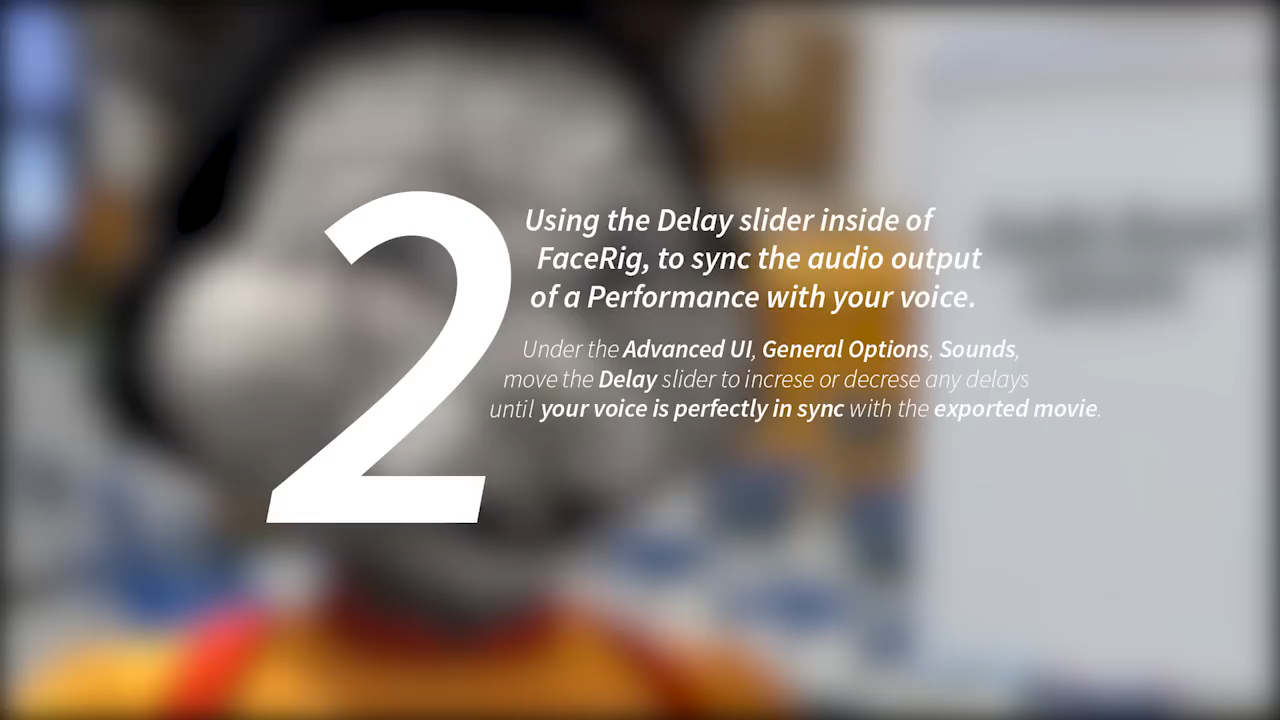 2
Using the Delay slider inside of
FaceRig, to sync the audio output
of a Performance with your voice.
Under the Advanced UI, General Options, Sounds,
move the Delay slider to increse or decrese any delays
until your voice is perfectly in sync with the exported movie.